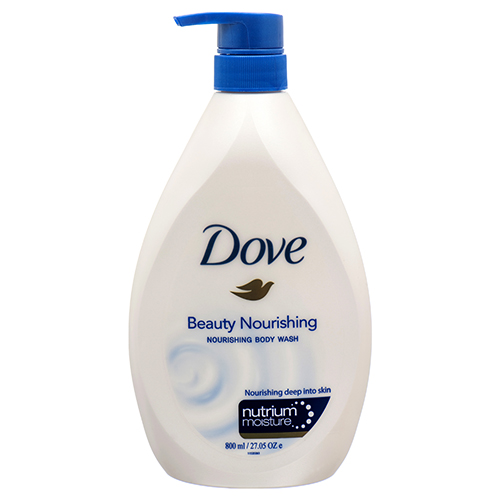 Dove
Beauty Nourishing
NOURISHING BODY WASH
Nourishing deep into skin
nutrium
moisture
800 ml / 27.05 OZ e